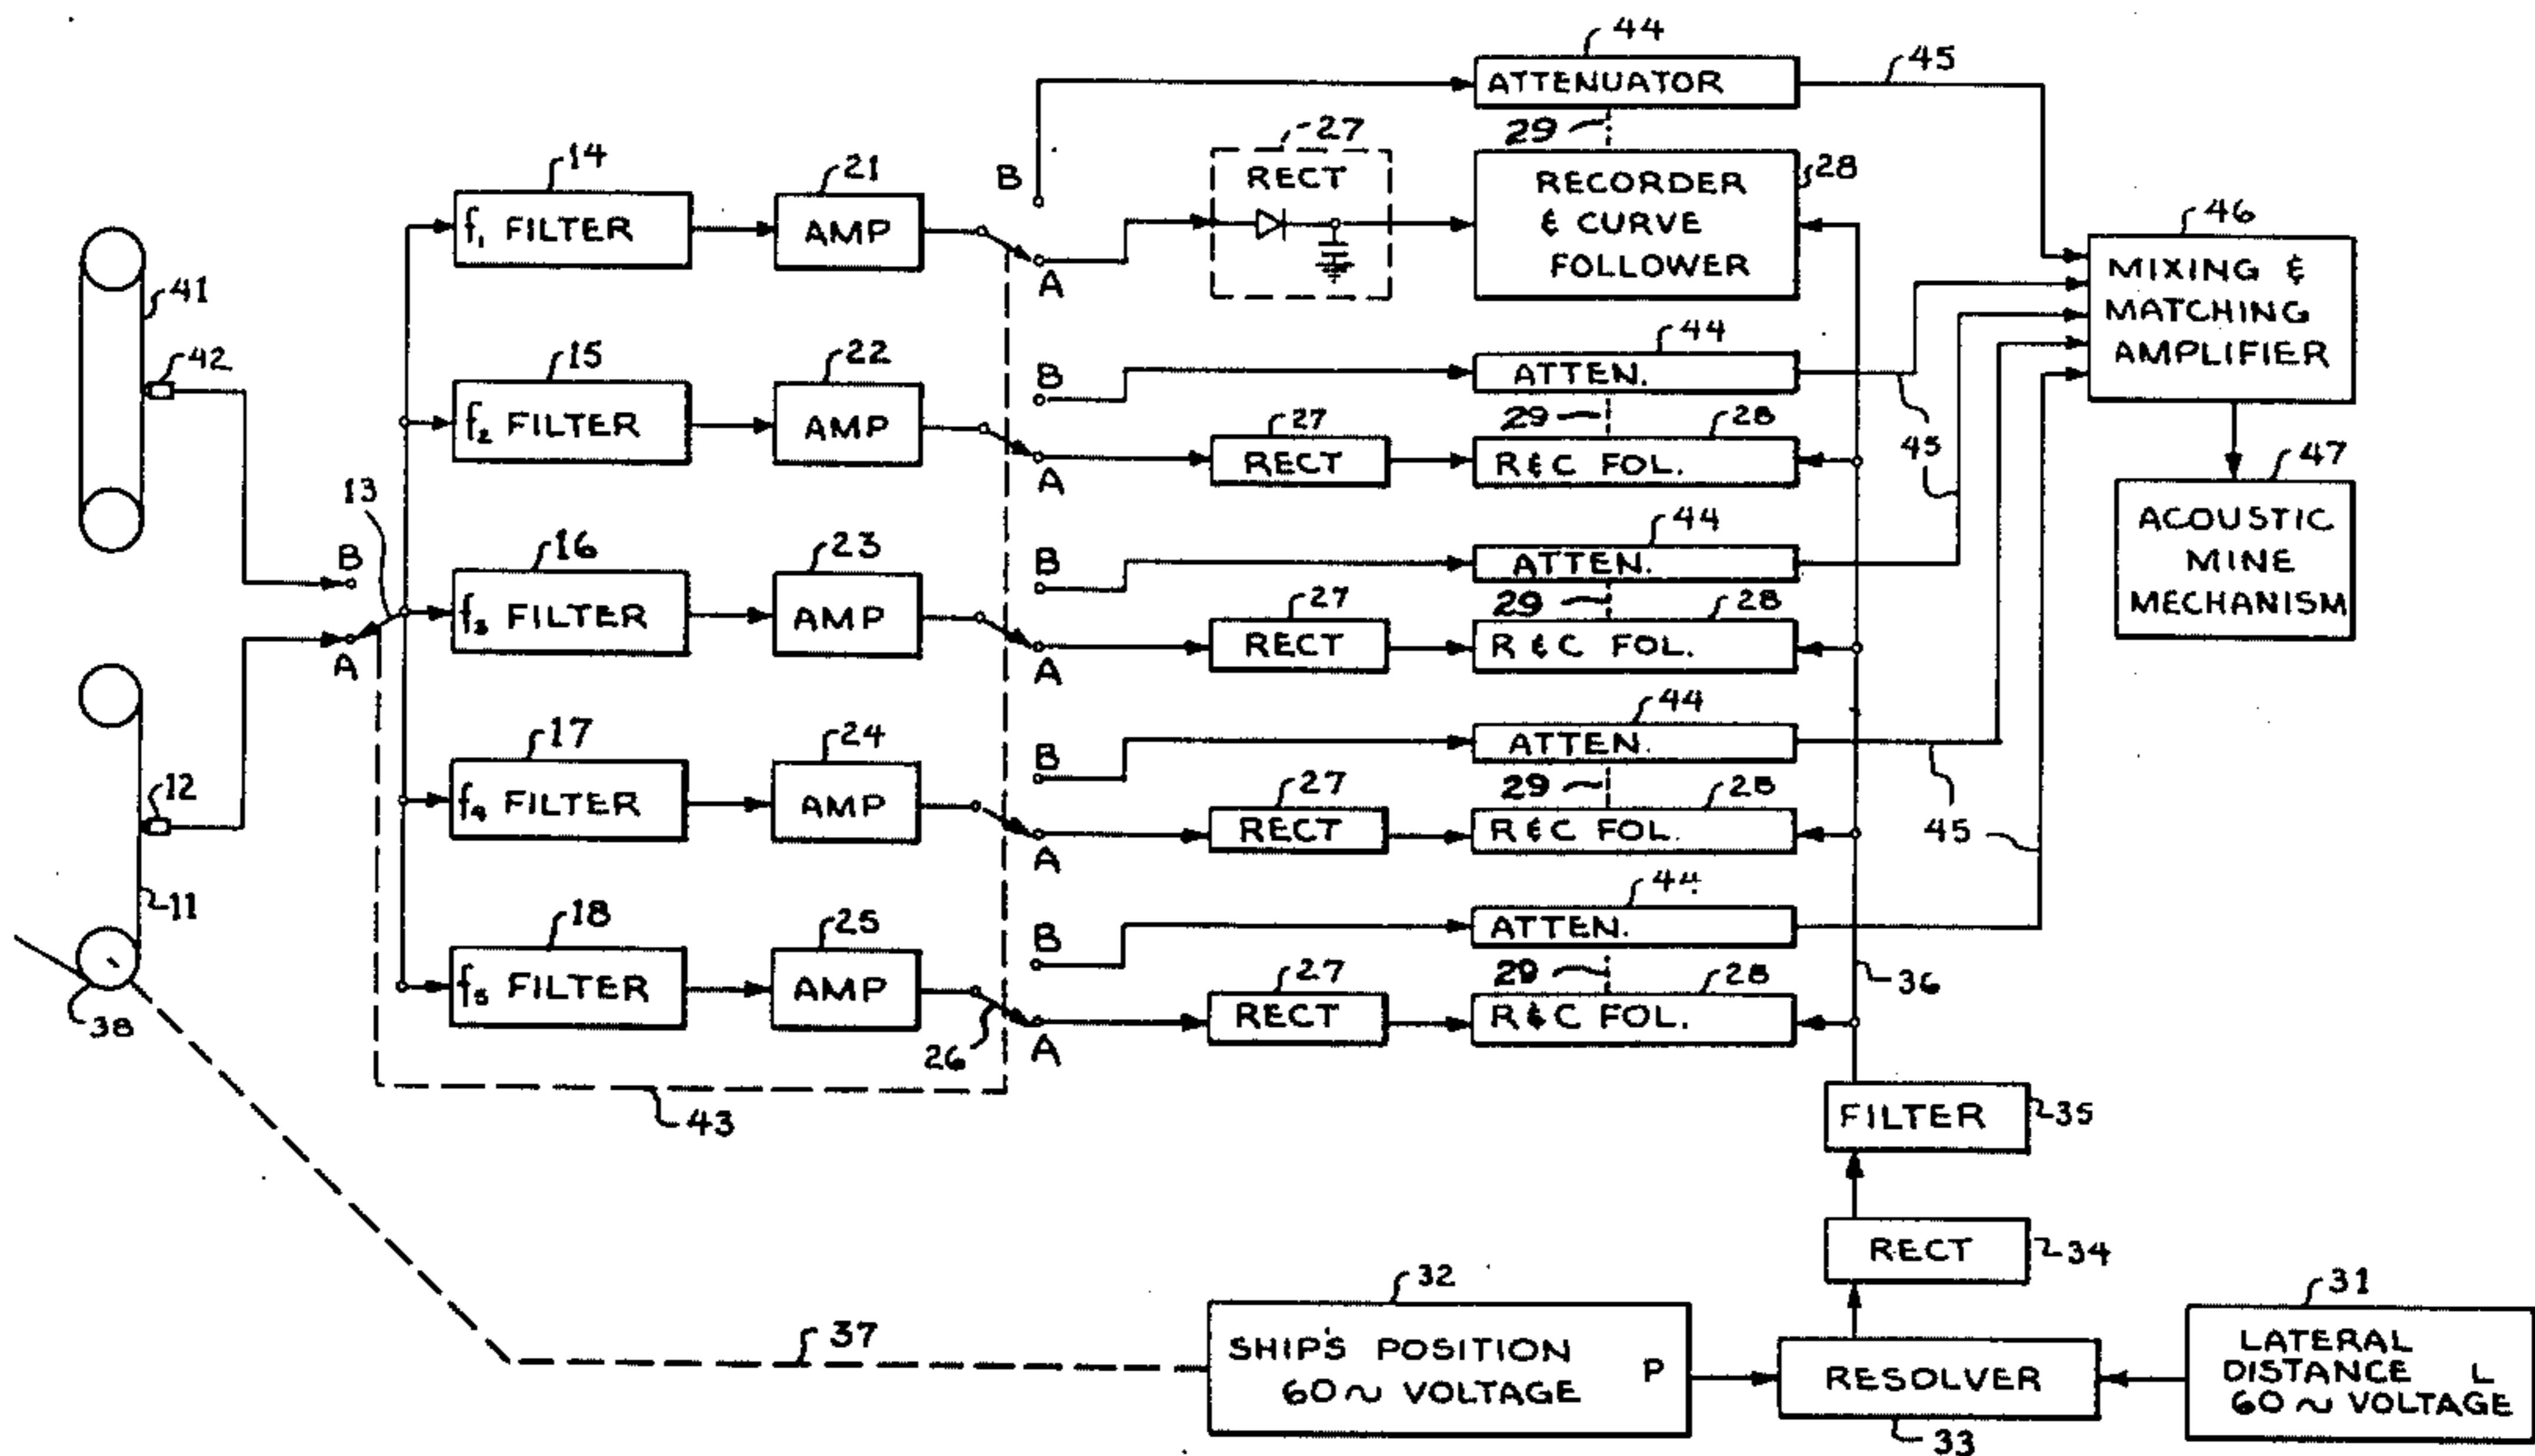 44
ATTENUATOR
45
29
27
RECT
B
A
RECORDER
& CURVE
FOLLOWER
28
14
f1 FILTER
21
AMP
46
MIXING &
MATCHING
AMPLIFIER
41
42
15
f2 FILTER
22
AMP
B
A
44
ATTEN.
45
29
27
RECT
28
R & C FOL.
45
47
ACOUSTIC
MINE
MECHANISM
13
B
A
16
f3 FILTER
23
AMP
B
A
44
ATTEN.
29
27
RECT
28
R & C FOL.
12
11
38
17
f4 FILTER
24
AMP
B
A
44
ATTEN.
45
29
27
RECT
28
R & C FOL.
45
18
f5 FILTER
25
AMP
26
B
A
44
ATTEN.
29
27
RECT
28
R & C FOL.
36
43
FILTER
35
RECT
34
37
32
SHIP'S POSITION P
60 ~ VOLTAGE
RESOLVER
33
31
LATERAL
DISTANCE L
60 ~ VOLTAGE